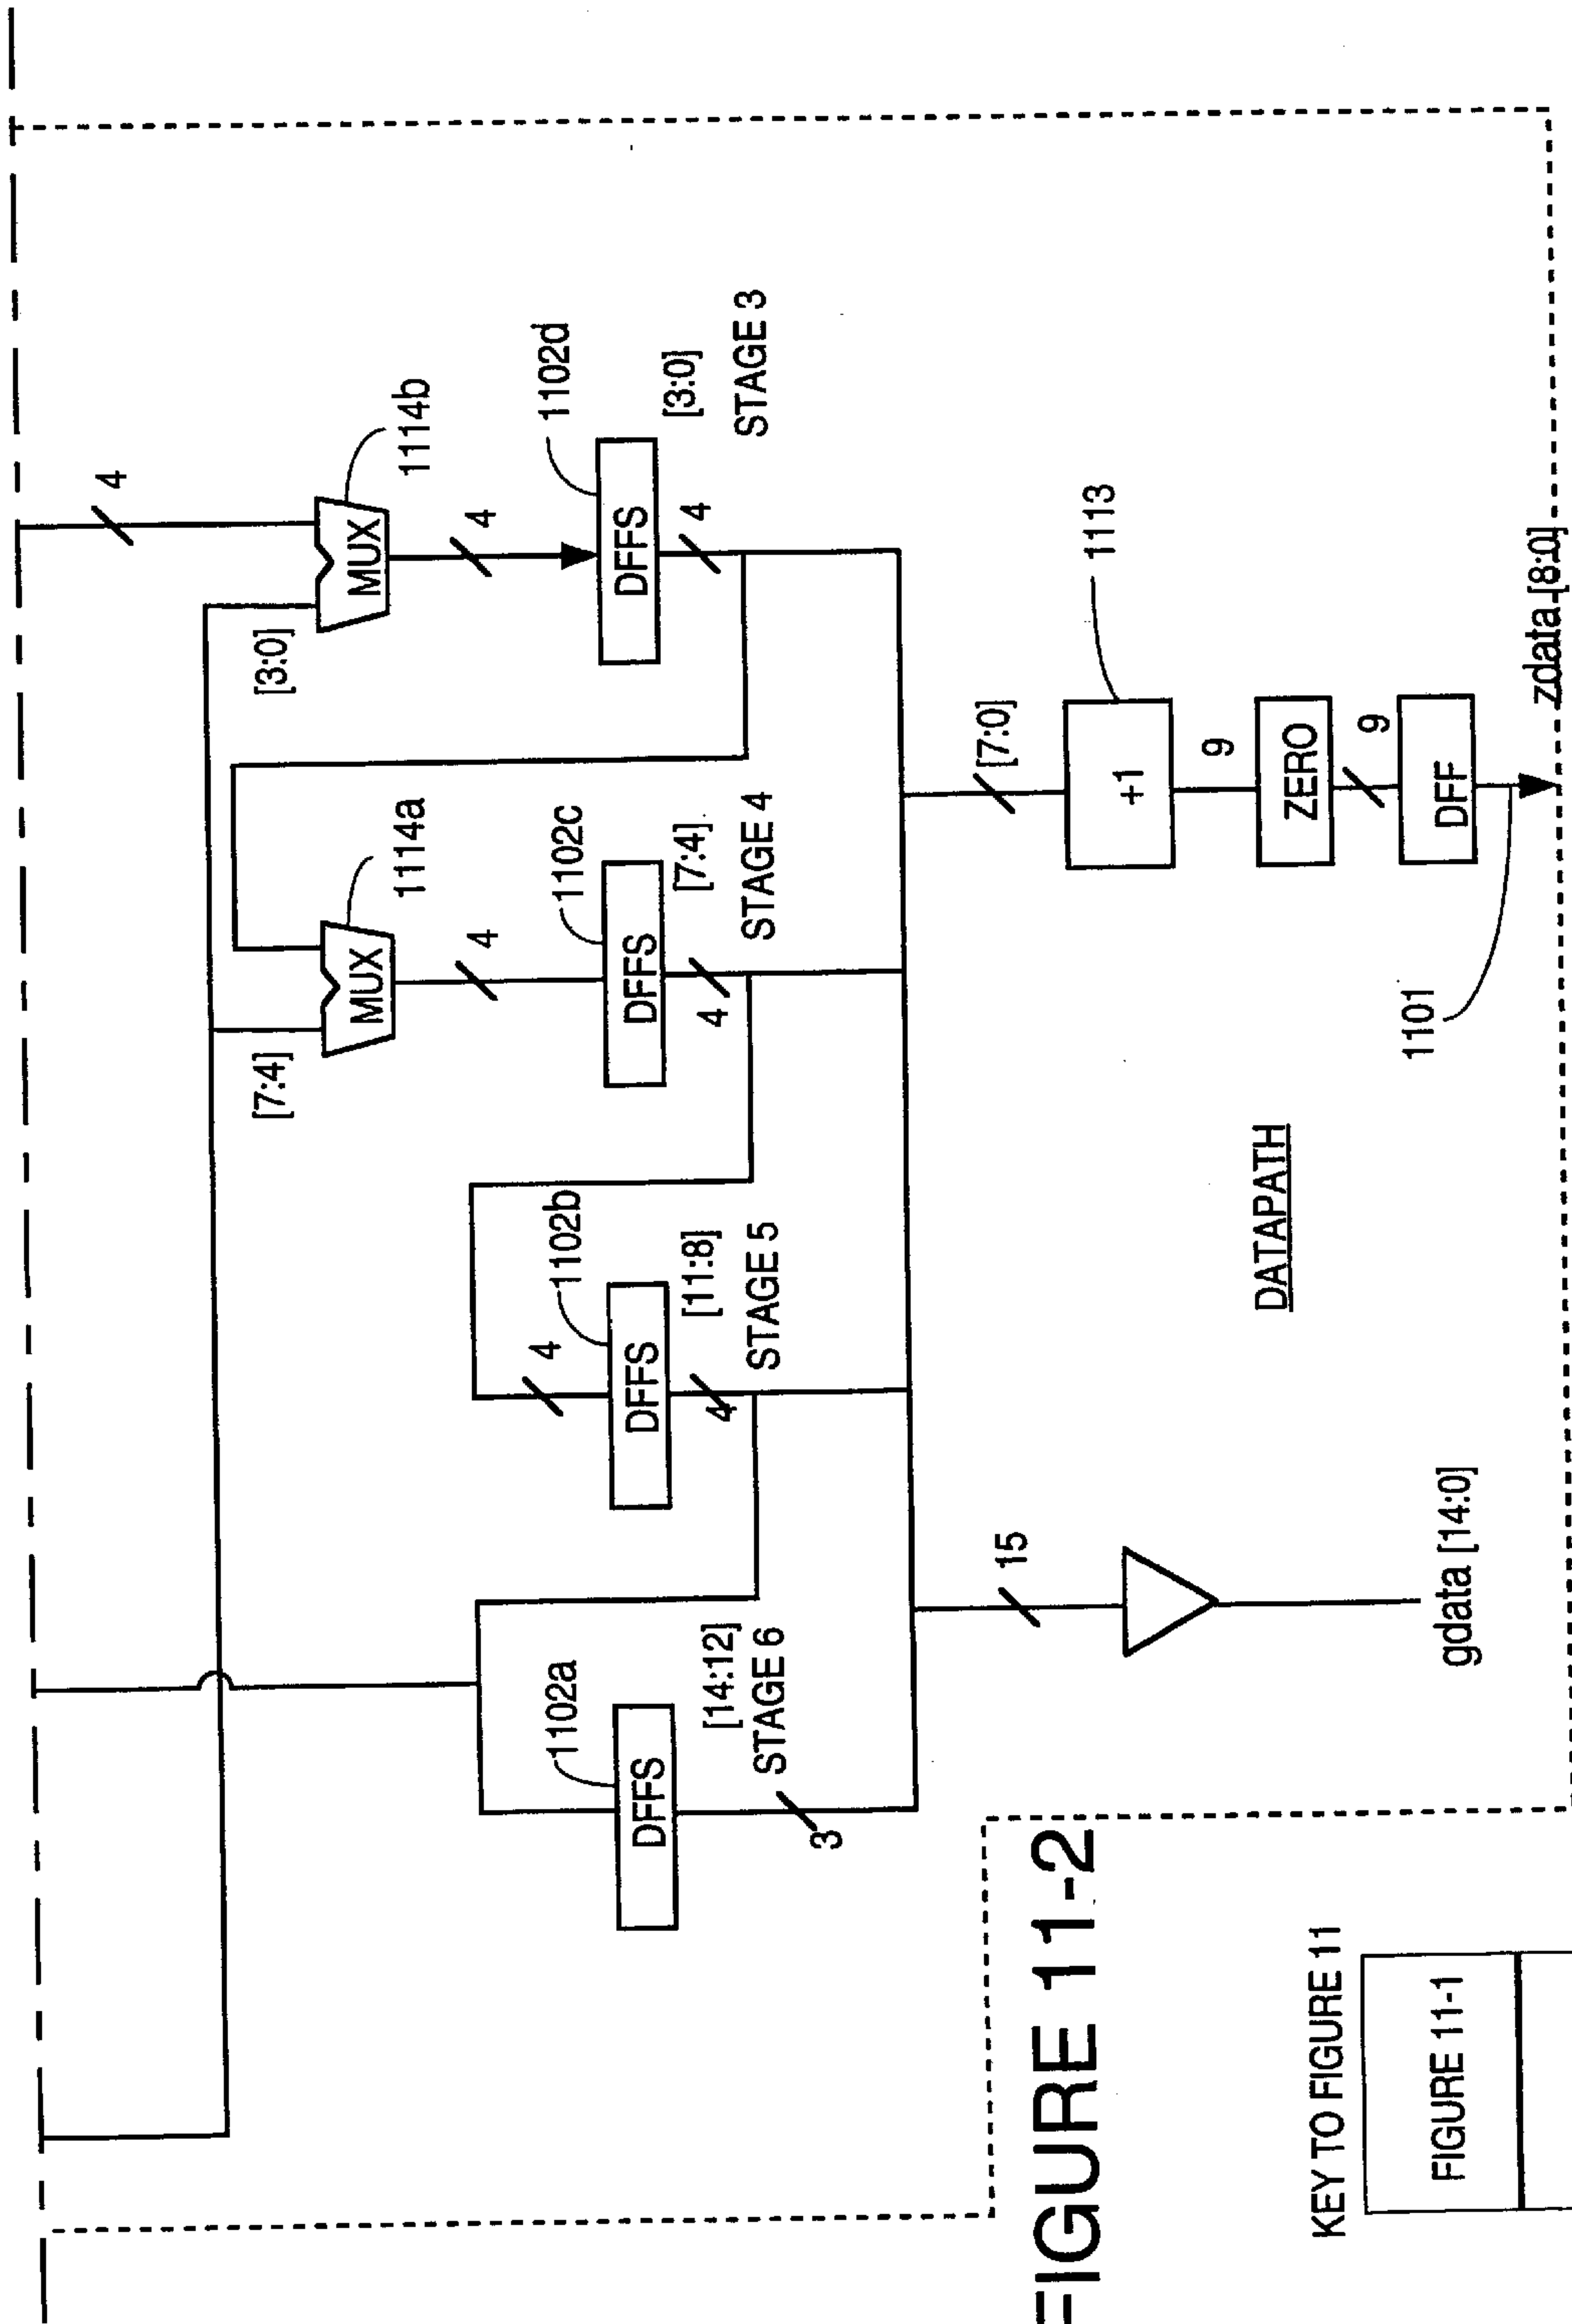 4
[7:4]
[3:0]
1114a
1114b
MUX
MUX
4
4
1102a
1102b
1102c
1102d
4
DFFS
DFFS
DFFS
DFFS
4
4
4
[14:12]
[11:8]
[7:4]
[3:0]
STAGE 6
STAGE 5
STAGE 4
STAGE 3
3
15
[7:0]
+1
1113
9
ZERO
9
DFF
1101
gdata [14:0]
zdata [8:0]
DATAPATH
FIGURE 11-2
KEY TO FIGURE 11
FIGURE 11-1